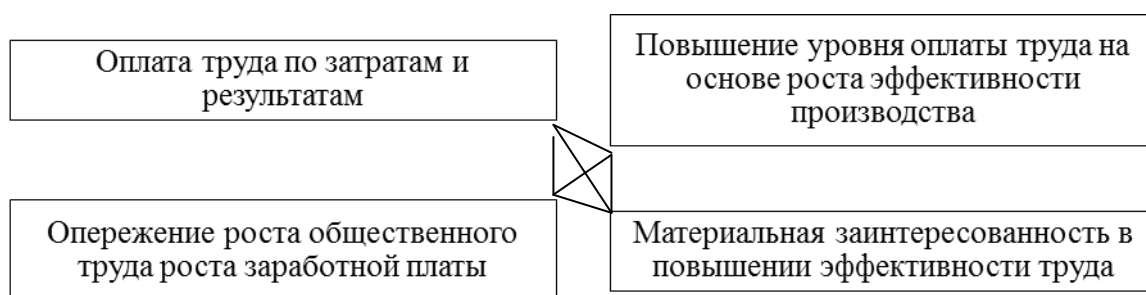 Оплата труда по затратам и
результатам
Повышение уровня оплаты труда на
основе роста эффективности
производства
Опережение роста общественного
труда роста заработной платы
Материальная заинтересованность в
повышении эффективности труда